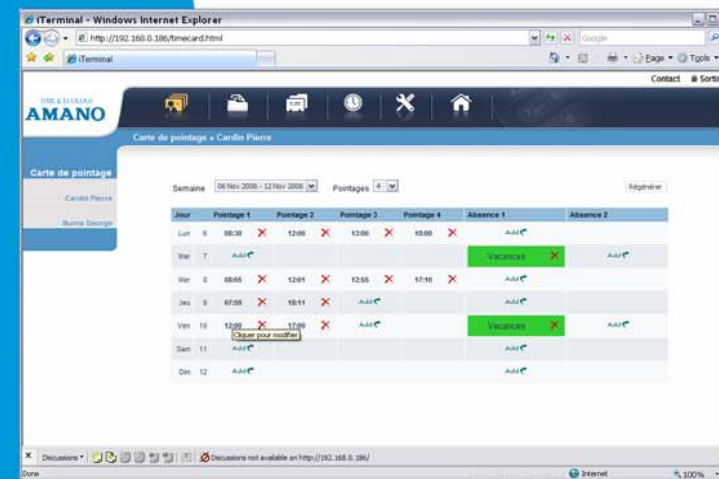 iTerminal - Windows Internet Explorer
http://192.168.0.186/timecard.html
Google
iTerminal
Page Tools
Contact Sortir
TIME & ECOLOGY
AMANO
Carte de pointage » Cardin Pierre
Carte de pointage
Cardin Pierre
Buono George
Semaine 06 Nov 2006 - 12 Nov 2006 Pointages 4 Régénérer
Jour Pointage 1 Pointage 2 Pointage 3 Pointage 4 Absence 1 Absence 2
Lun 6 08:30 12:00 13:00 18:00 Add
Mar 7 Add Vacances Add
Mer 8 08:05 12:01 12:55 17:10 Add
Jeu 9 07:59 18:11 Add Add
Ven 10 12:00 17:00 Add Vacances Add
Cliquer pour modifier
Sam 11 Add Add
Dim 12 Add Add
Discussions Discussions not available on http://192.168.0.186/
Done Internet 100%